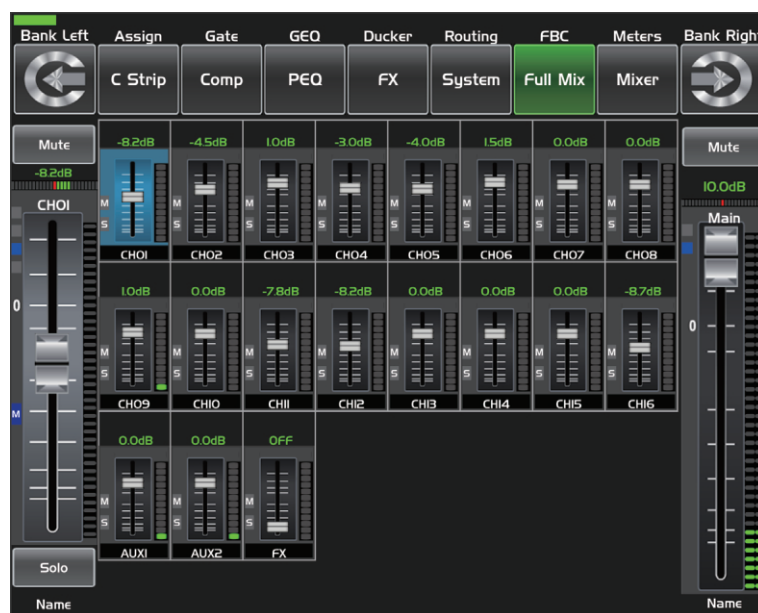 Bank Left Assign Gate GEQ Ducker Routing FBC Meters Bank Right
C Strip Comp PEQ FX System Full Mix Mixer
Mute -8.2dB -4.5dB 1.0dB -3.0dB -4.0dB 1.5dB 0.0dB 0.0dB Mute
-8.2dB 10.0dB
CH01 M M M M M M M M Main
S S S S S S S S
CH01 CH02 CH03 CH04 CH05 CH06 CH07 CH08
1.0dB 0.0dB -7.8dB -8.2dB 0.0dB 0.0dB 0.0dB -8.7dB
0 0
M M M M M M M M
S S S S S S S S
CH09 CH10 CH11 CH12 CH13 CH14 CH15 CH16
M
0.0dB 0.0dB OFF
M M M
S S S
AUX1 AUX2 FX
Solo
Name Name